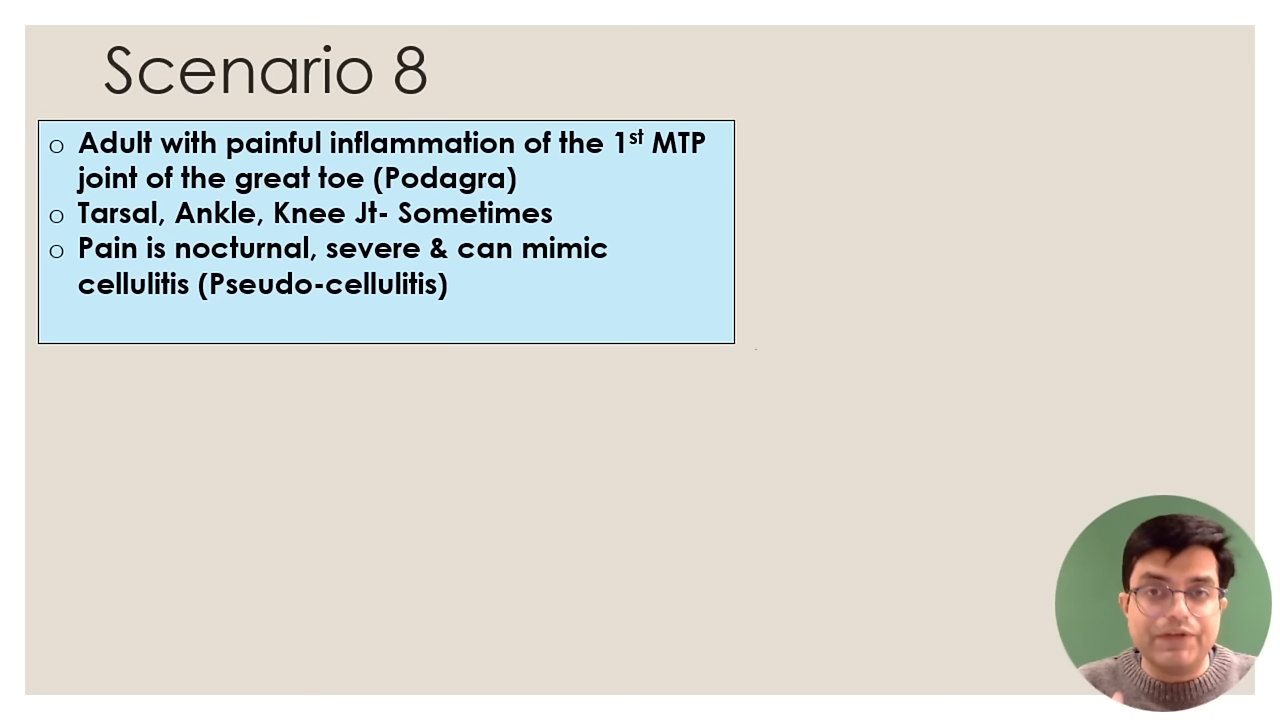 Scenario 8
○ Adult with painful inflammation of the 1st MTP
joint of the great toe (Podagra)
○ Tarsal, Ankle, Knee Jt- Sometimes
○ Pain is nocturnal, severe & can mimic
cellulitis (Pseudo-cellulitis)